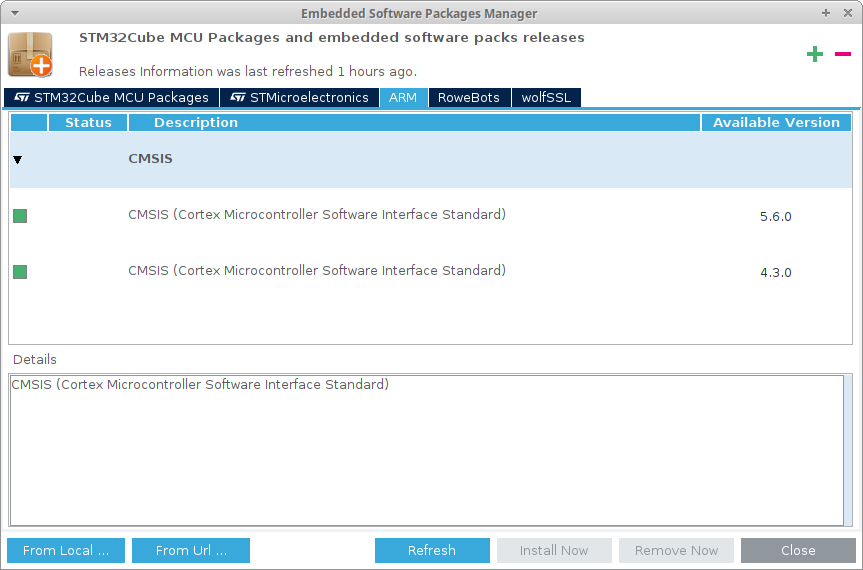 Embedded Software Packages Manager
STM32Cube MCU Packages and embedded software packs releases
Releases Information was last refreshed 1 hours ago.
STM32Cube MCU Packages STMicroelectronics ARM RoweBots wolfSSL
Status Description Available Version
CMSIS
CMSIS (Cortex Microcontroller Software Interface Standard) 5.6.0
CMSIS (Cortex Microcontroller Software Interface Standard) 4.3.0
Details
CMSIS (Cortex Microcontroller Software Interface Standard)
From Local ... From Url ... Refresh Install Now Remove Now Close